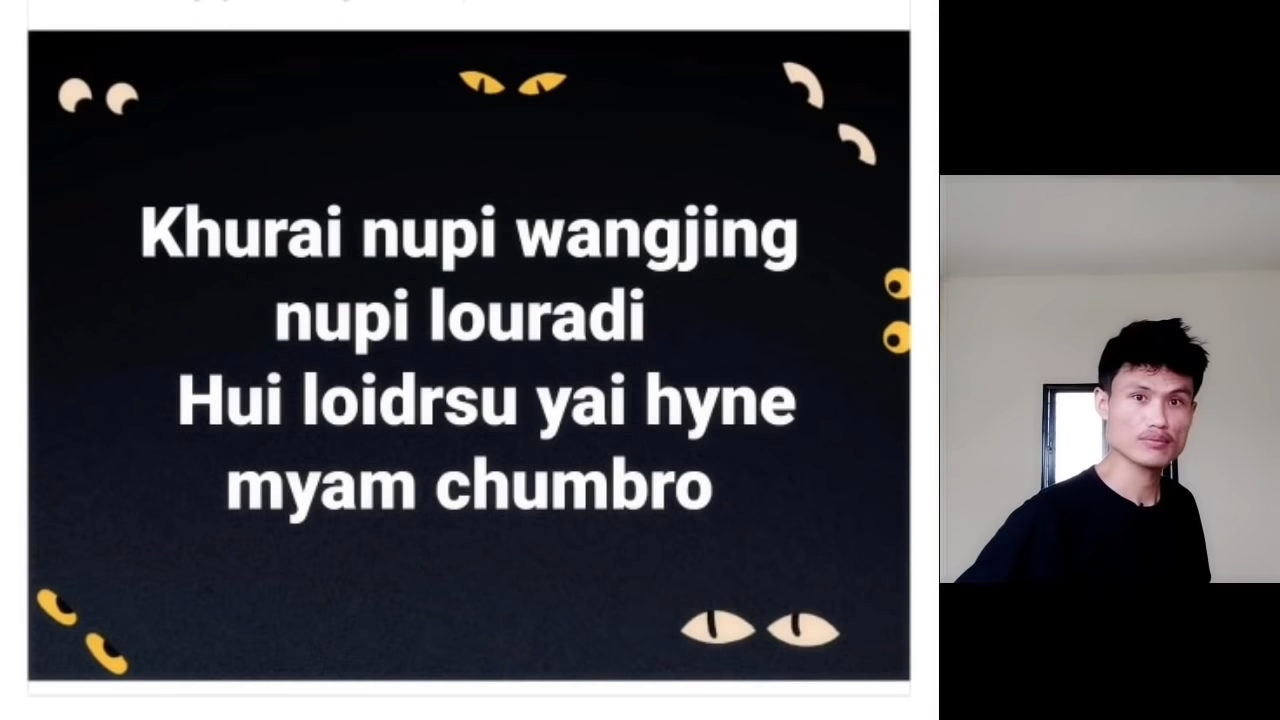 Khurai nupi wangjing
nupi louradi
Hui loidrsu yai hyne
myam chumbro